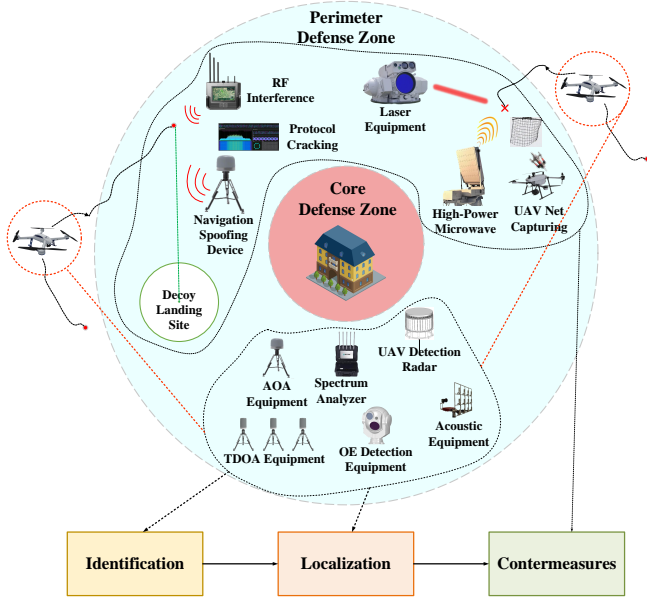 Perimeter
Defense Zone
RF
Interference
Laser
Equipment
Protocol
Cracking
Navigation
Spoofing
Device
Core
Defense Zone
High-Power
Microwave
UAV Net
Capturing
Decoy
Landing
Site
UAV Detection
Radar
AOA
Equipment
Spectrum
Analyzer
Acoustic
Equipment
TDOA Equipment
OE Detection
Equipment
Identification
Localization
Contermeasures